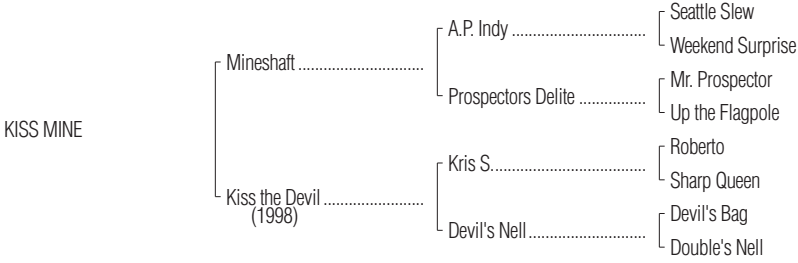 Seattle Slew
A.P. Indy ..............................
Weekend Surprise
Mineshaft ............................
Mr. Prospector
Prospectors Delite ...............
Up the Flagpole
KISS MINE
Roberto
Kris S. ..................................
Sharp Queen
Kiss the Devil ......................
(1998)
Devil's Bag
Devil's Nell ..........................
Double's Nell